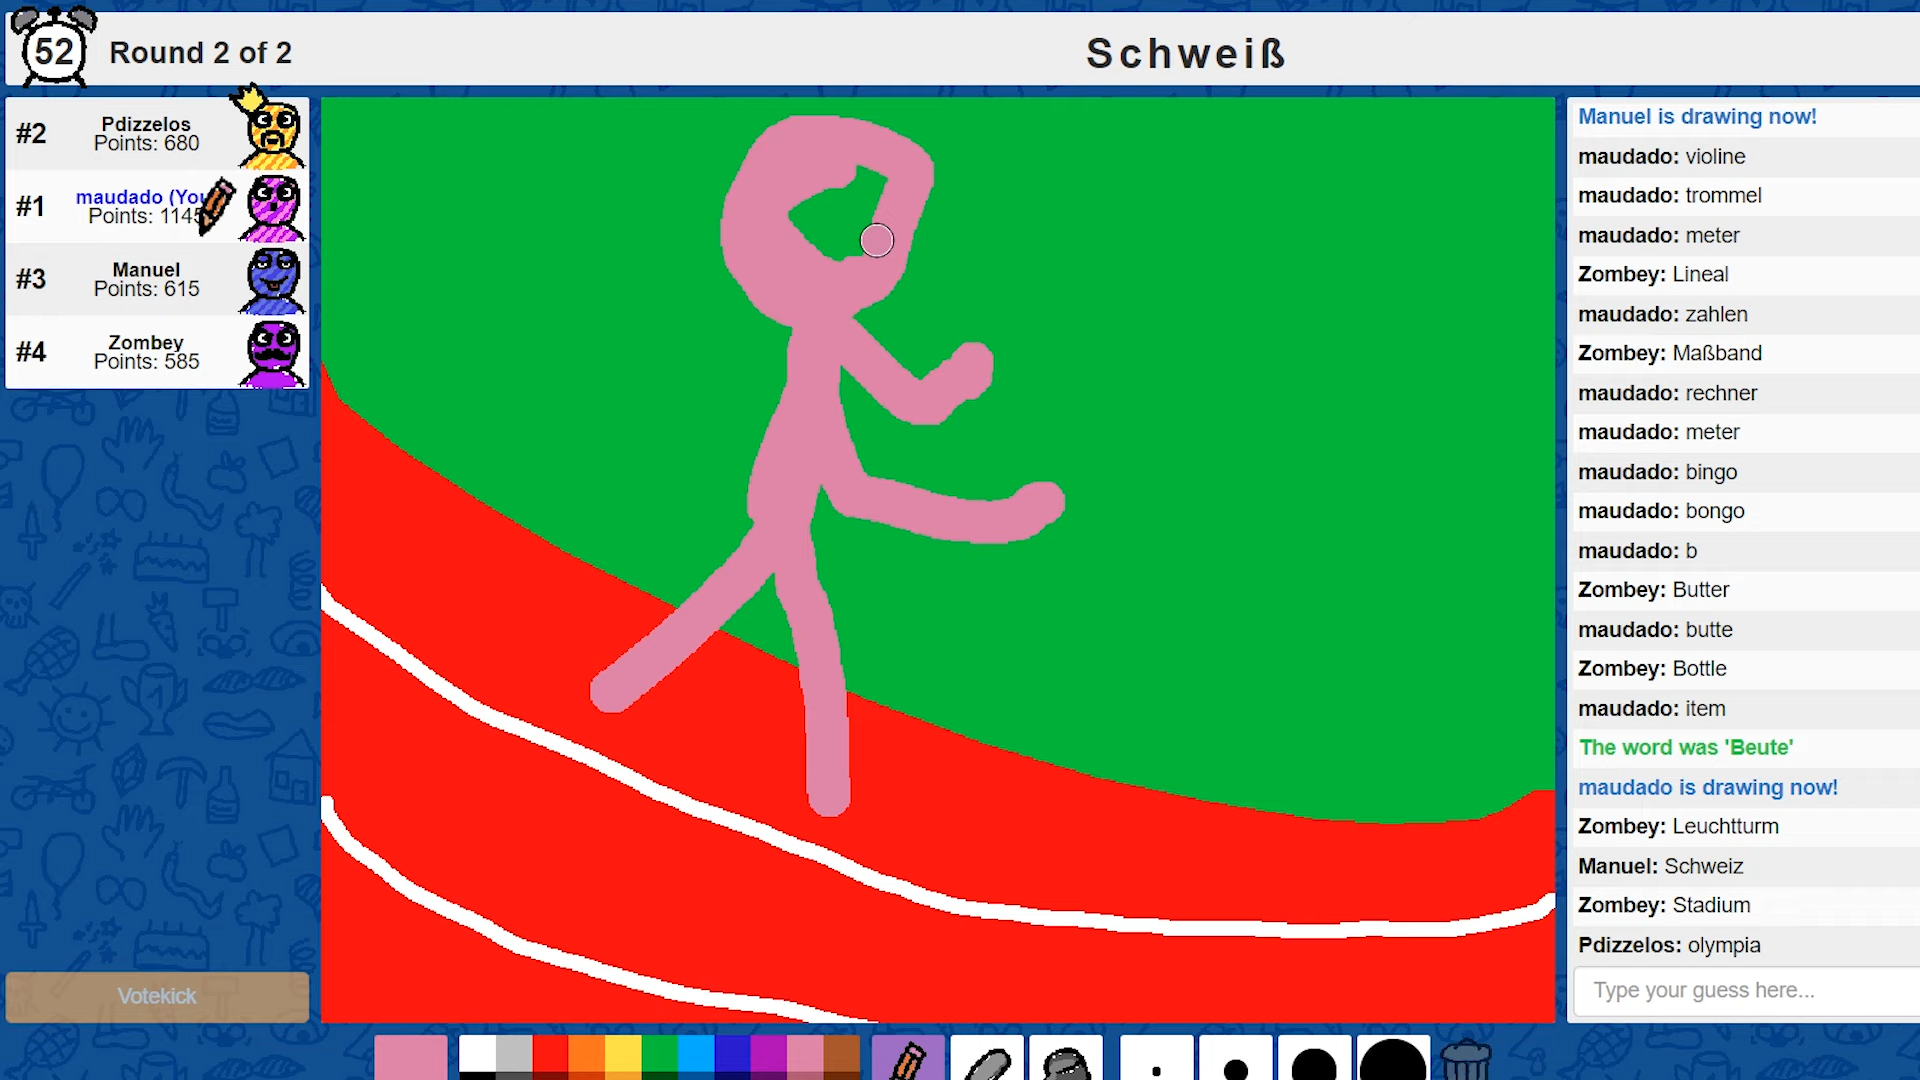 52
Round 2 of 2
Schweiß
#2
Pdizzelos
Points: 680
#1
maudado (You
Points: 1145
#3
Manuel
Points: 615
#4
Zombey
Points: 585
Votekick
Manuel is drawing now!
maudado: violine
maudado: trommel
maudado: meter
Zombey: Lineal
maudado: zahlen
Zombey: Maßband
maudado: rechner
maudado: meter
maudado: bingo
maudado: bongo
maudado: b
Zombey: Butter
maudado: butte
Zombey: Bottle
maudado: item
The word was 'Beute'
maudado is drawing now!
Zombey: Leuchtturm
Manuel: Schweiz
Zombey: Stadium
Pdizzelos: olympia
Type your guess here...